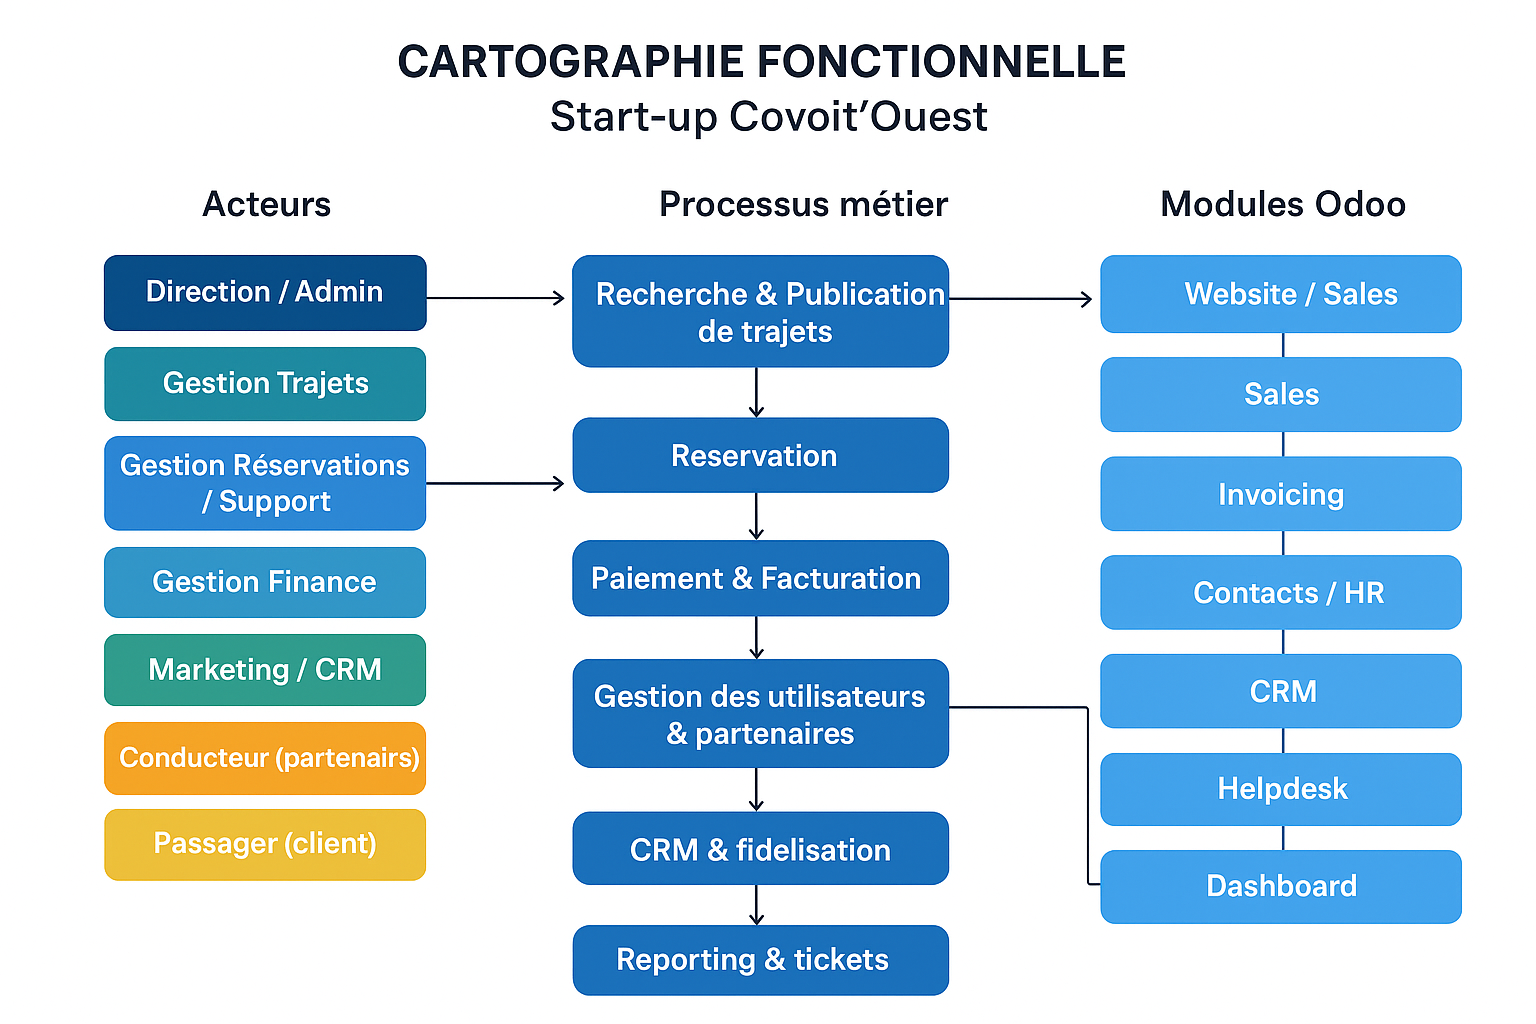 CARTOGRAPHIE FONCTIONNELLE
Start-up Covoit’Ouest
Acteurs
Direction / Admin
Gestion Trajets
Gestion Réservations
/ Support
Gestion Finance
Marketing / CRM
Conducteur (partenairs)
Passager (client)
Processus métier
Recherche & Publication
de trajets
Reservation
Paiement & Facturation
Gestion des utilisateurs
& partenaires
CRM & fidelisation
Reporting & tickets
Modules Odoo
Website / Sales
Sales
Invoicing
Contacts / HR
CRM
Helpdesk
Dashboard